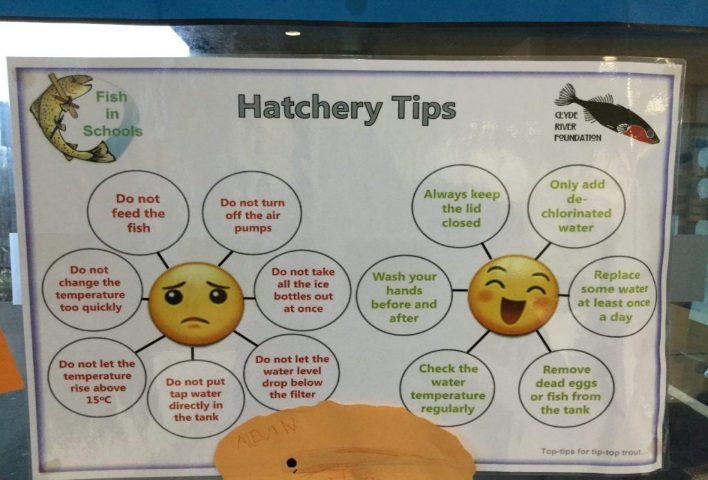 Fish
in
Schools
Hatchery Tips
CLYDE
RIVER
FOUNDATION
Do not
feed the
fish
Do not turn
off the air
pumps
Do not
change the
temperature
too quickly
Do not take
all the ice
bottles out
at once
Do not let the
temperature
rise above
15ºC
Do not put
tap water
directly in
the tank
Do not let the
water level
drop below
the filter
Always keep
the lid
closed
Only add
de-
chlorinated
water
Wash your
hands
before and
after
Replace
some water
at least once
a day
Check the
water
temperature
regularly
Remove
dead eggs
or fish from
the tank
Top-tips for tip-top trout...